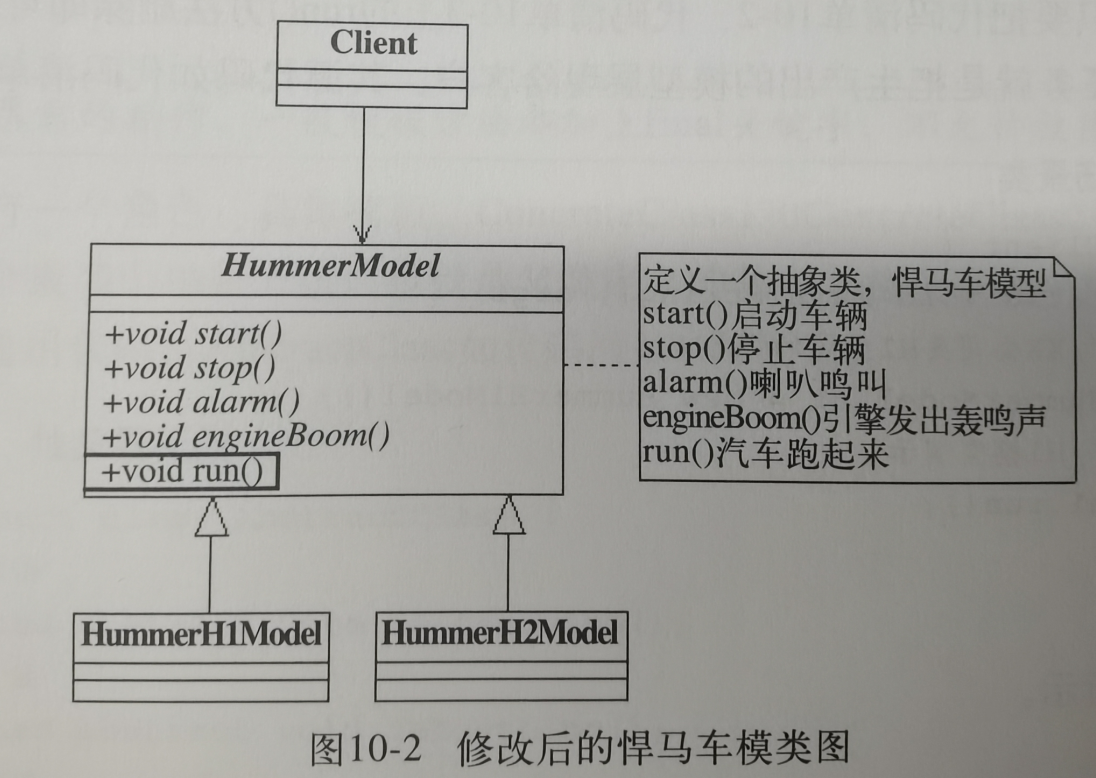 Client
HummerModel
+void start()
+void stop()
+void alarm()
+void engineBoom()
+void run()
定义一个抽象类，悍马车模型
start()启动车辆
stop()停止车辆
alarm()喇叭鸣叫
engineBoom()引擎发出轰鸣声
run()汽车跑起来
HummerH1Model
HummerH2Model
图10-2 修改后的悍马车模类图